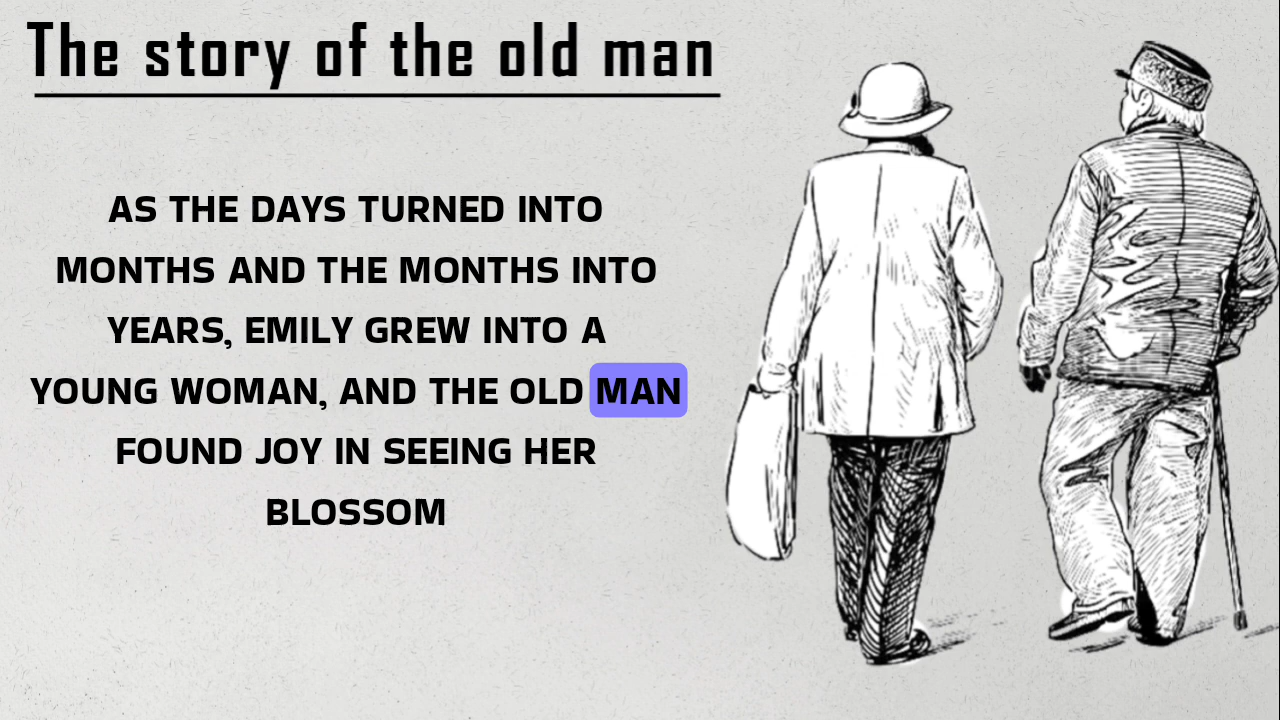 The story of the old man
AS THE DAYS TURNED INTO
MONTHS AND THE MONTHS INTO
YEARS, EMILY GREW INTO A
YOUNG WOMAN, AND THE OLD MAN
FOUND JOY IN SEEING HER
BLOSSOM